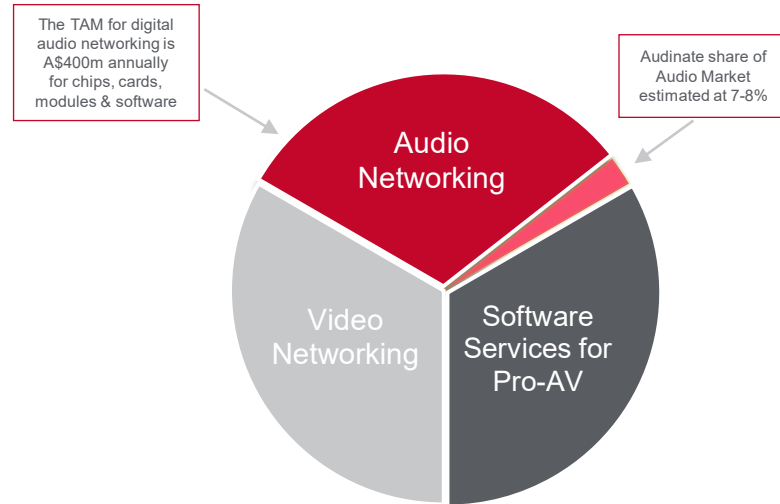 The TAM for digital
audio networking is
A$400m annually
for chips, cards,
modules & software
Audinate share of
Audio Market
estimated at 7-8%
Audio
Networking
Video
Networking
Software
Services for
Pro-AV